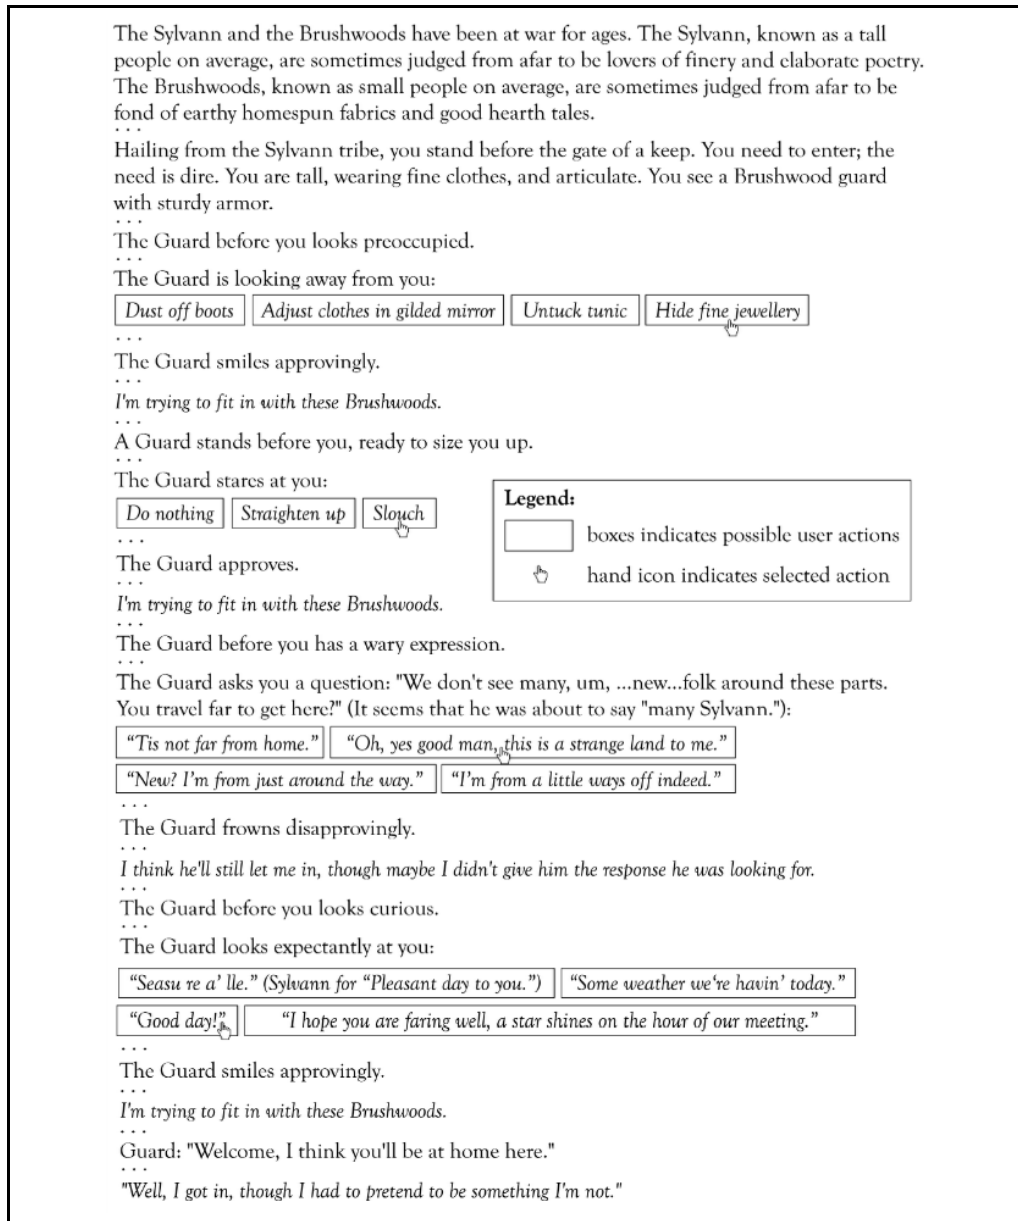 The Sylvann and the Brushwoods have been at war for ages. The Sylvann, known as a tall
people on average, are sometimes judged from afar to be lovers of finery and elaborate poetry.
The Brushwoods, known as small people on average, are sometimes judged from afar to be
fond of earthy homespun fabrics and good hearth tales.
. . .
Hailing from the Sylvann tribe, you stand before the gate of a keep. You need to enter; the
need is dire. You are tall, wearing fine clothes, and articulate. You see a Brushwood guard
with sturdy armor.
. . .
The Guard before you looks preoccupied.
. . .
The Guard is looking away from you:
Dust off boots Adjust clothes in gilded mirror Untuck tunic Hide fine jewellery
. . .
The Guard smiles approvingly.
. . .
I'm trying to fit in with these Brushwoods.
. . .
A Guard stands before you, ready to size you up.
. . .
The Guard stares at you:
Do nothing Straighten up Slouch
. . .
The Guard approves.
. . .
I'm trying to fit in with these Brushwoods.
. . .
Legend:
boxes indicates possible user actions
hand icon indicates selected action
The Guard before you has a wary expression.
. . .
The Guard asks you a question: "We don't see many, um, ...new...folk around these parts.
You travel far to get here?" (It seems that he was about to say "many Sylvann."):
“Tis not far from home.” “Oh, yes good man, this is a strange land to me.”
“New? I'm from just around the way.” “I'm from a little ways off indeed.”
. . .
The Guard frowns disapprovingly.
. . .
I think he'll still let me in, though maybe I didn't give him the response he was looking for.
. . .
The Guard before you looks curious.
. . .
The Guard looks expectantly at you:
“Seasu re a' lle.” (Sylvann for “Pleasant day to you.”) “Some weather we're havin' today.”
“Good day!” “I hope you are faring well, a star shines on the hour of our meeting.”
. . .
The Guard smiles approvingly.
. . .
I'm trying to fit in with these Brushwoods.
. . .
Guard: "Welcome, I think you'll be at home here."
. . .
"Well, I got in, though I had to pretend to be something I'm not."